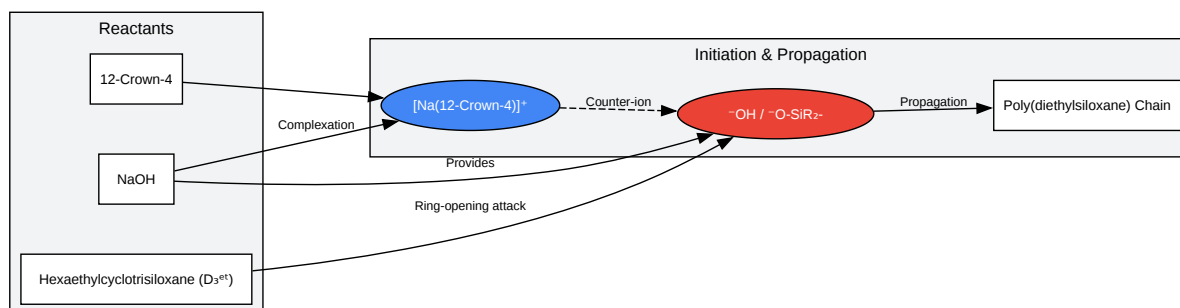 Reactants
Initiation & Propagation
12-Crown-4
[Na(12-Crown-4)]⁺
Counter-ion
⁻OH / ⁻O-SiR₂-
Propagation
Poly(diethylsiloxane) Chain
Complexation
NaOH
Provides
Ring-opening attack
Hexaethylcyclotrisiloxane (D₃ᵉᵗ)